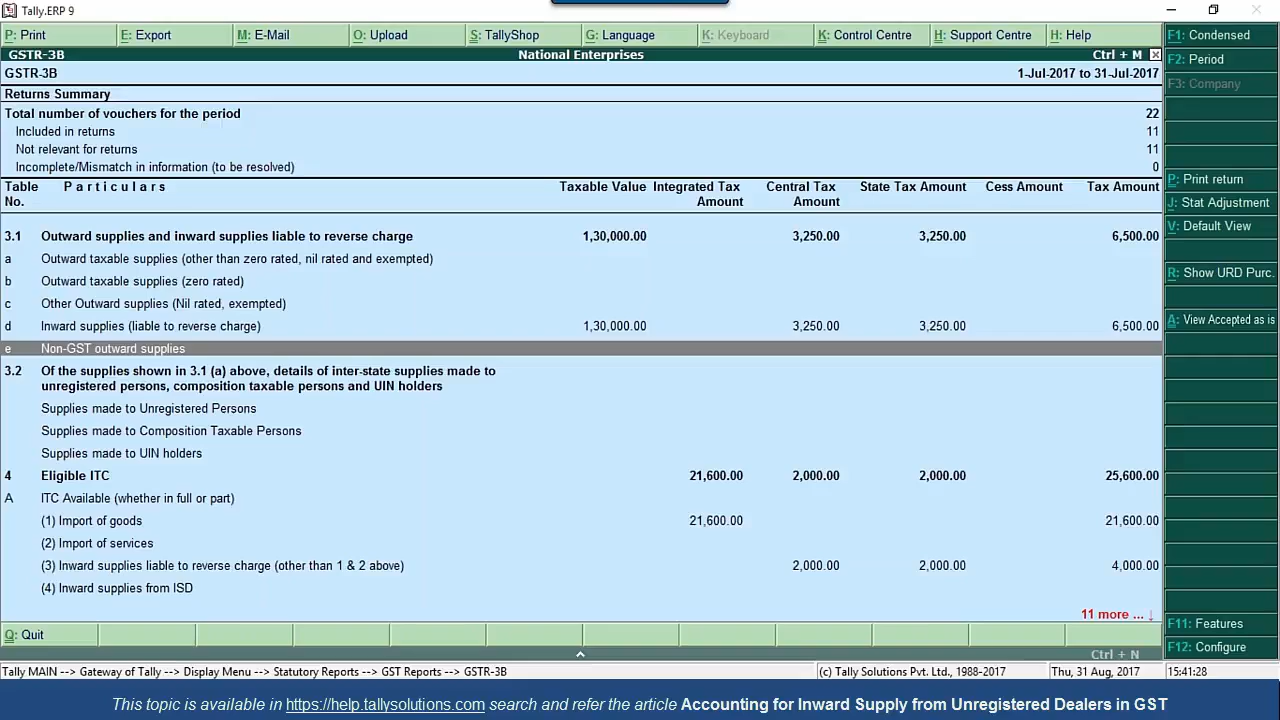 Tally.ERP 9
P: Print E: Export M: E-Mail O: Upload S: TallyShop G: Language K: Keyboard K: Control Centre H: Support Centre H: Help
F1: Condensed
GSTR-3B National Enterprises Ctrl + M
F2: Period
GSTR-3B 1-Jul-2017 to 31-Jul-2017
F3: Company
Returns Summary
Total number of vouchers for the period 22
Included in returns 11
Not relevant for returns 11
Incomplete/Mismatch in information (to be resolved) 0
P: Print return
Table Particulars Taxable Value Integrated Tax Central Tax State Tax Amount Cess Amount Tax Amount
No. Amount Amount
J: Stat Adjustment
V: Default View
3.1 Outward supplies and inward supplies liable to reverse charge 1,30,000.00 3,250.00 3,250.00 6,500.00
a Outward taxable supplies (other than zero rated, nil rated and exempted)
R: Show URD Purc.
b Outward taxable supplies (zero rated)
c Other Outward supplies (Nil rated, exempted)
A: View Accepted as is
d Inward supplies (liable to reverse charge) 1,30,000.00 3,250.00 3,250.00 6,500.00
e Non-GST outward supplies
3.2 Of the supplies shown in 3.1 (a) above, details of inter-state supplies made to
unregistered persons, composition taxable persons and UIN holders
Supplies made to Unregistered Persons
Supplies made to Composition Taxable Persons
Supplies made to UIN holders
4 Eligible ITC 21,600.00 2,000.00 2,000.00 25,600.00
A ITC Available (whether in full or part)
(1) Import of goods 21,600.00 21,600.00
(2) Import of services
(3) Inward supplies liable to reverse charge (other than 1 & 2 above) 2,000.00 2,000.00 4,000.00
(4) Inward supplies from ISD
11 more ... ↓
F11: Features
Q: Quit
F12: Configure
Ctrl + N
Tally MAIN --> Gateway of Tally --> Display Menu --> Statutory Reports --> GST Reports --> GSTR-3B (c) Tally Solutions Pvt. Ltd., 1988-2017 Thu, 31 Aug, 2017 15:41:28
This topic is available in https://help.tallysolutions.com search and refer the article Accounting for Inward Supply from Unregistered Dealers in GST